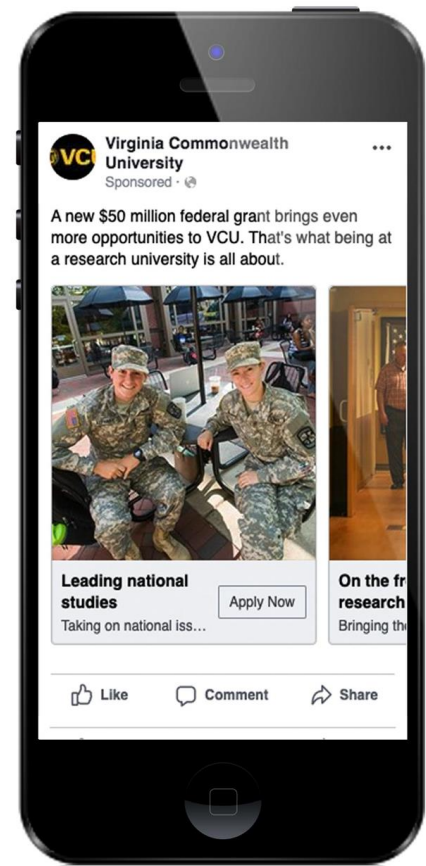 VCU
Virginia Commonwealth
University
Sponsored ·
A new $50 million federal grant brings even
more opportunities to VCU. That's what being at
a research university is all about.
Leading national
studies
Apply Now
Taking on national iss...
On the fr
research
Bringing the
Like
Comment
Share